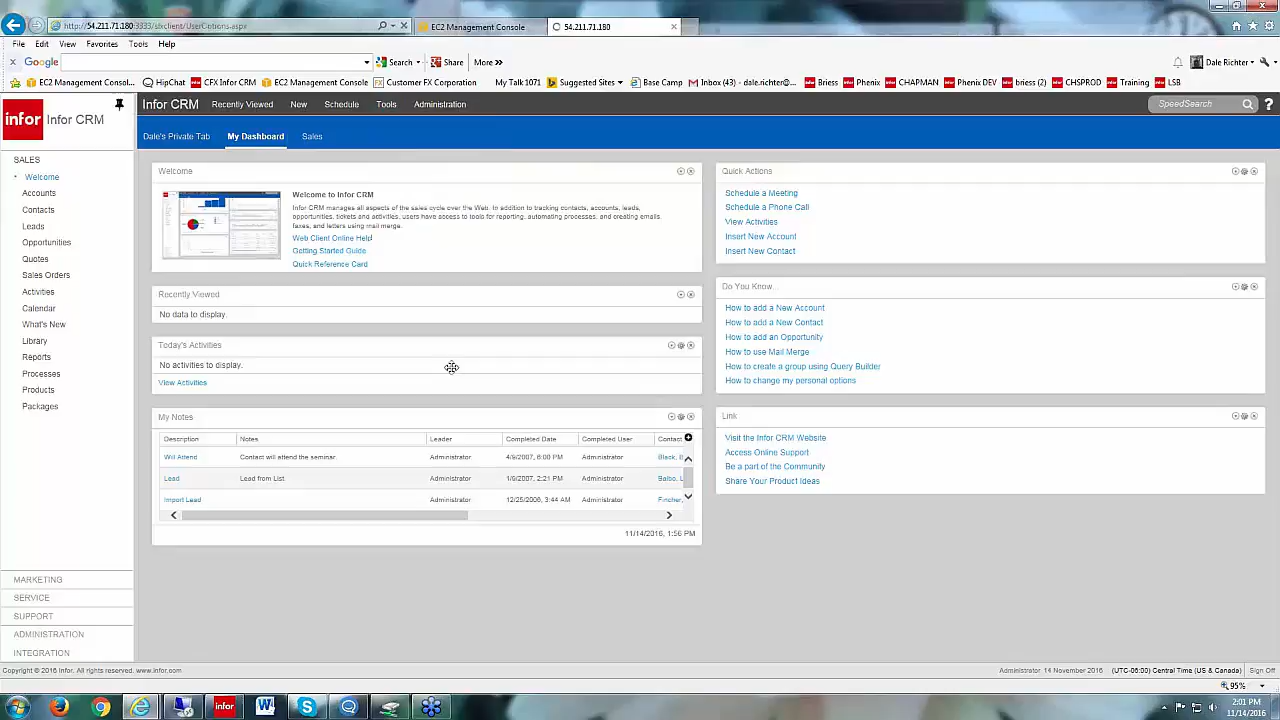 http://54.211.71.180:3333/slxclient/UserOptions.aspx
EC2 Management Console
54.211.71.180
File Edit View Favorites Tools Help
Google Search Share More »
Dale Richter
EC2 Management Consol... HipChat CFX Infor CRM EC2 Management Console Customer FX Corporation My Talk 1071 Suggested Sites Base Camp Inbox (43) - dale.richter@... Briess Phenix CHAPMAN Phenix DEV briess (2) CHSPROD Training LSB
infor Infor CRM
Infor CRM Recently Viewed New Schedule Tools Administration
SpeedSearch
Dale's Private Tab My Dashboard Sales
SALES
Welcome
Accounts
Contacts
Leads
Opportunities
Quotes
Sales Orders
Activities
Calendar
What's New
Library
Reports
Processes
Products
Packages
MARKETING
SERVICE
SUPPORT
ADMINISTRATION
INTEGRATION
Welcome
Welcome to Infor CRM
Infor CRM manages all aspects of the sales cycle over the Web. In addition to tracking contacts, accounts, leads,
opportunities, tickets and activities, users have access to tools for reporting, automating processes, and creating emails,
faxes, and letters using mail merge.
Web Client Online Help
Getting Started Guide
Quick Reference Card
Recently Viewed
No data to display.
Today's Activities
No activities to display.
View Activities
My Notes
Description Notes Leader Completed Date Completed User Contact
Will Attend Contact will attend the seminar. Administrator 4/9/2007, 6:00 PM Administrator Black, B
Lead Lead from List. Administrator 1/9/2007, 2:21 PM Administrator Balbo, L
Import Lead Administrator 12/25/2006, 3:44 AM Administrator Fincher,
11/14/2016, 1:56 PM
Quick Actions
Schedule a Meeting
Schedule a Phone Call
View Activities
Insert New Account
Insert New Contact
Do You Know...
How to add a New Account
How to add a New Contact
How to add an Opportunity
How to use Mail Merge
How to create a group using Query Builder
How to change my personal options
Link
Visit the Infor CRM Website
Access Online Support
Be a part of the Community
Share Your Product Ideas
Copyright © 2016 Infor. All rights reserved. www.infor.com
Administrator 14 November 2016 (UTC-06:00) Central Time (US & Canada) Sign Off
95%
infor
2:01 PM
11/14/2016